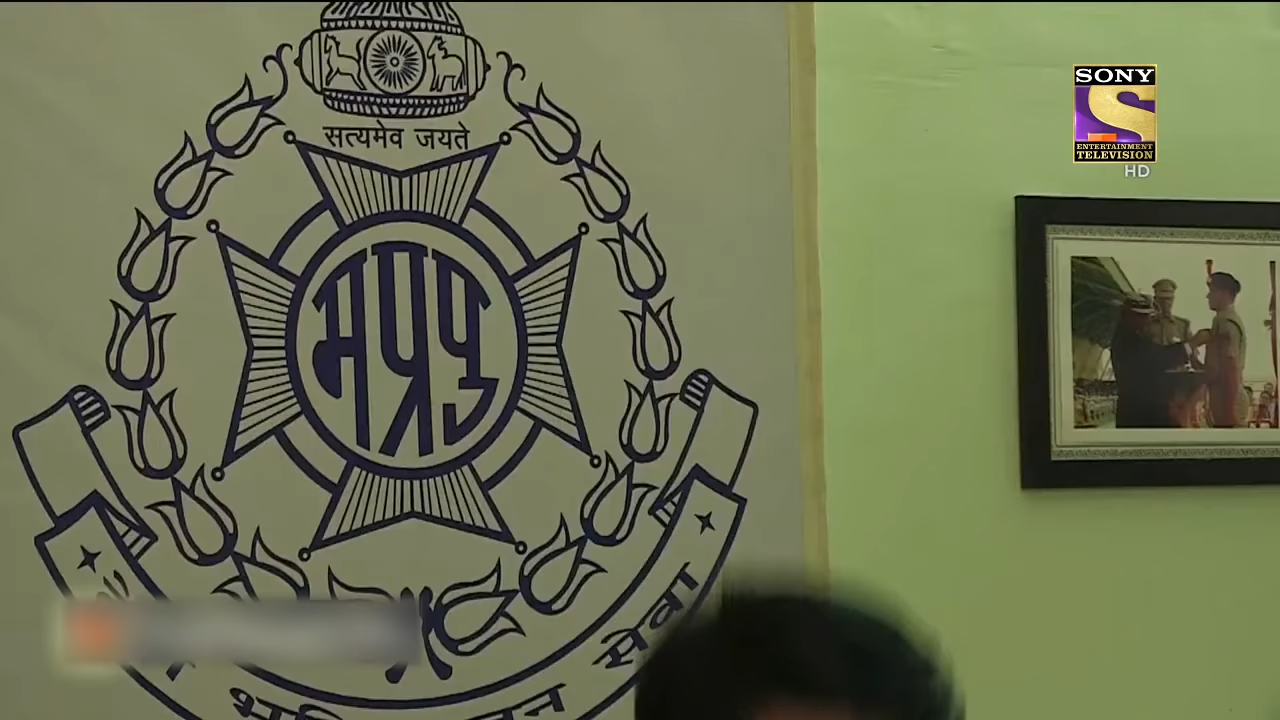 सत्यमेव जयते
मप्रपु
सेवा
SONY
ENTERTAINMENT
TELEVISION
HD